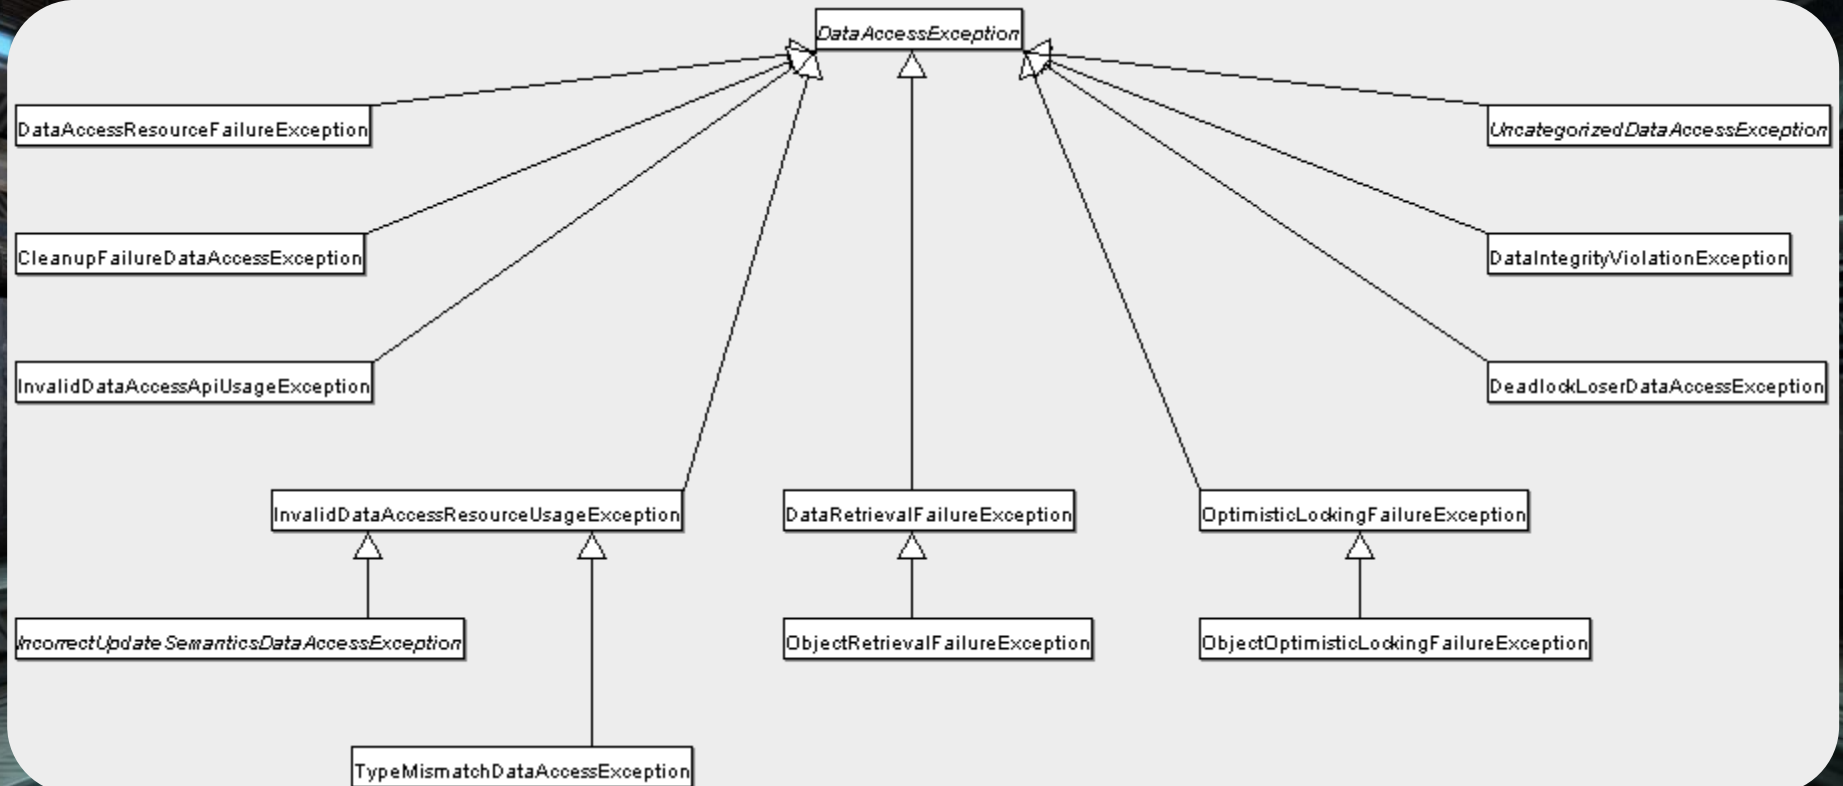 DataAccessException
DataAccessResourceFailureException
UncategorizedDataAccessException
CleanupFailureDataAccessException
DataIntegrityViolationException
InvalidDataAccessApiUsageException
DeadlockLoserDataAccessException
InvalidDataAccessResourceUsageException
DataRetrievalFailureException
OptimisticLockingFailureException
IncorrectUpdateSemanticsDataAccessException
ObjectRetrievalFailureException
ObjectOptimisticLockingFailureException
TypeMismatchDataAccessException